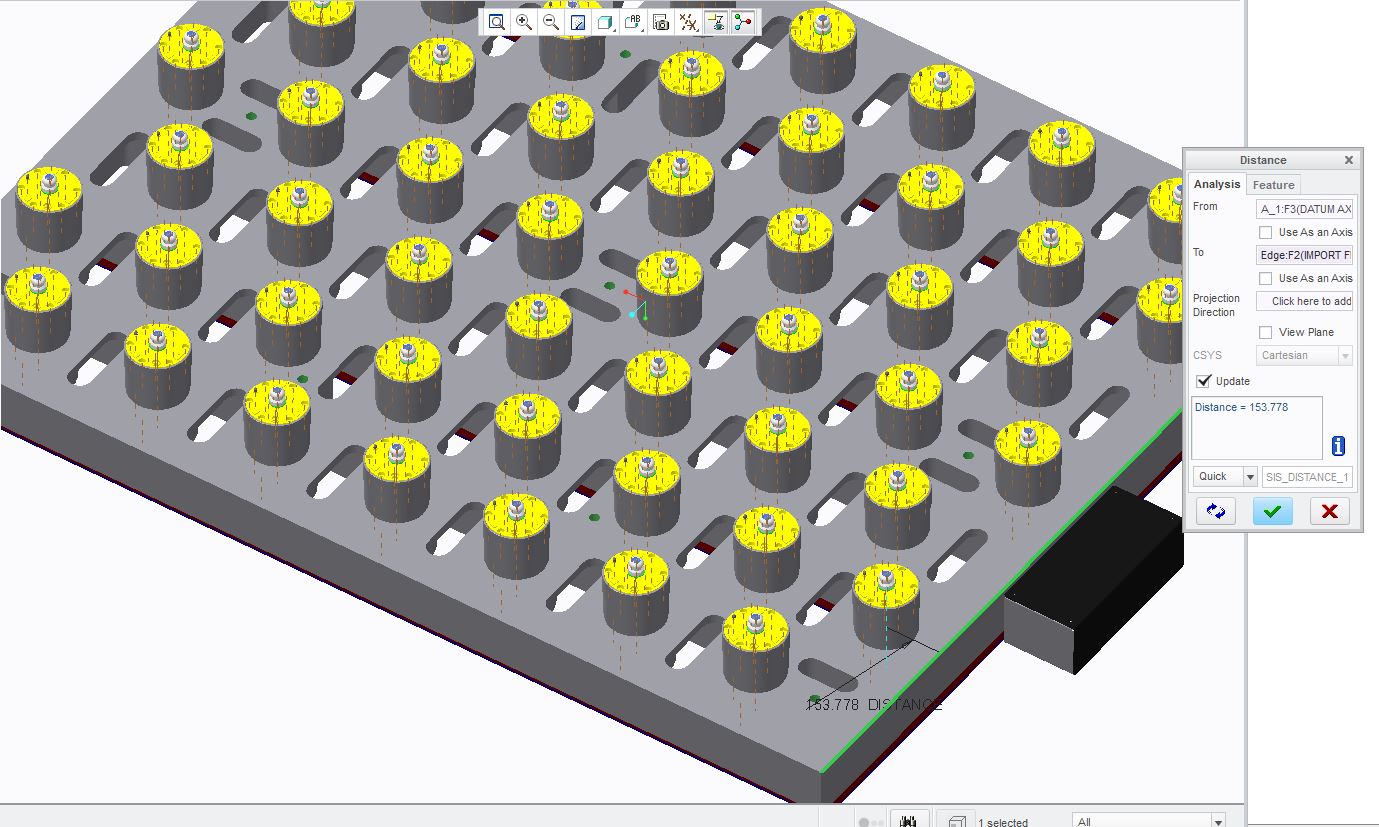 Distance
Analysis Feature
From A_1:F3(DATUM AX
Use As an Axis
To Edge:F2(IMPORT F
Use As an Axis
Projection
Direction
Click here to add
View Plane
CSYS Cartesian
Update
Distance = 153.778
Quick SIS_DISTANCE_1
153.778 DISTANCE
1 selected All